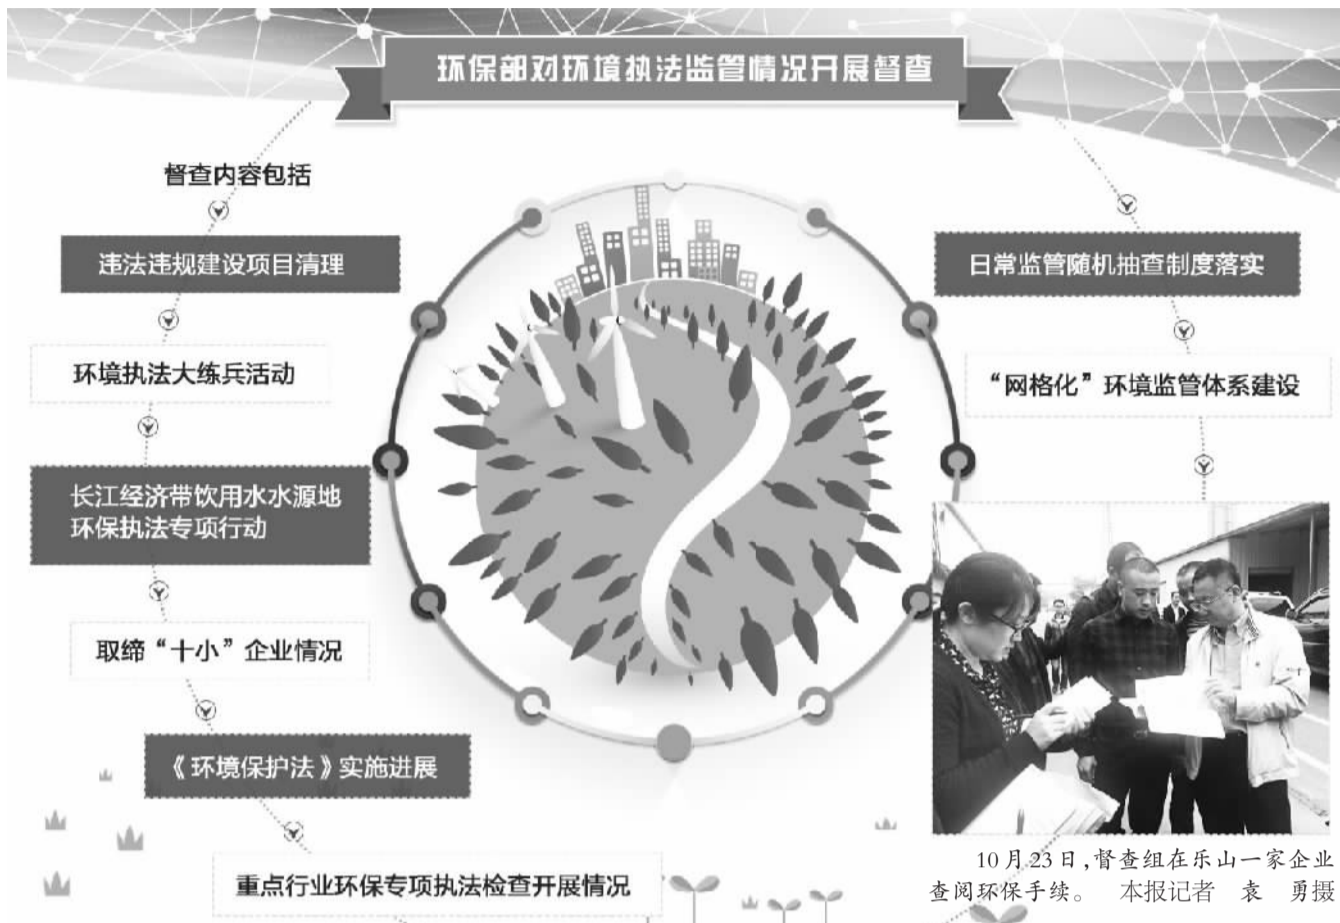 环保部对环境执法监管情况开展督查
督查内容包括
违法违规建设项目清理
环境执法大练兵活动
长江经济带饮用水水源地
环保执法专项行动
取缔“十小”企业情况
《环境保护法》实施进展
重点行业环保专项执法检查开展情况
日常监管随机抽查制度落实
“网格化”环境监管体系建设
10月23日,督查组在乐山一家企业
查阅环保手续。 本报记者 袁 勇摄